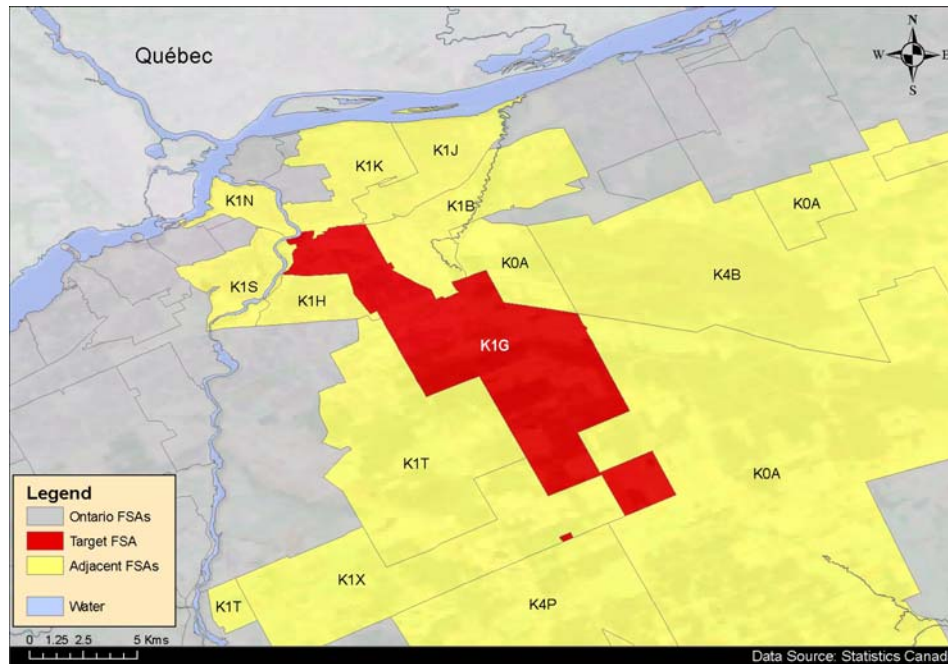 Québec
N
W E
S
K1K
K1J
K1N
K1B
K0A
K0A
K4B
K1S
K1H
K1G
K1T
K0A
Legend
Ontario FSAs
Target FSA
Adjacent FSAs
Water
K1X
K1T
K4P
0 1.25 2.5 5 Kms
Data Source: Statistics Canad